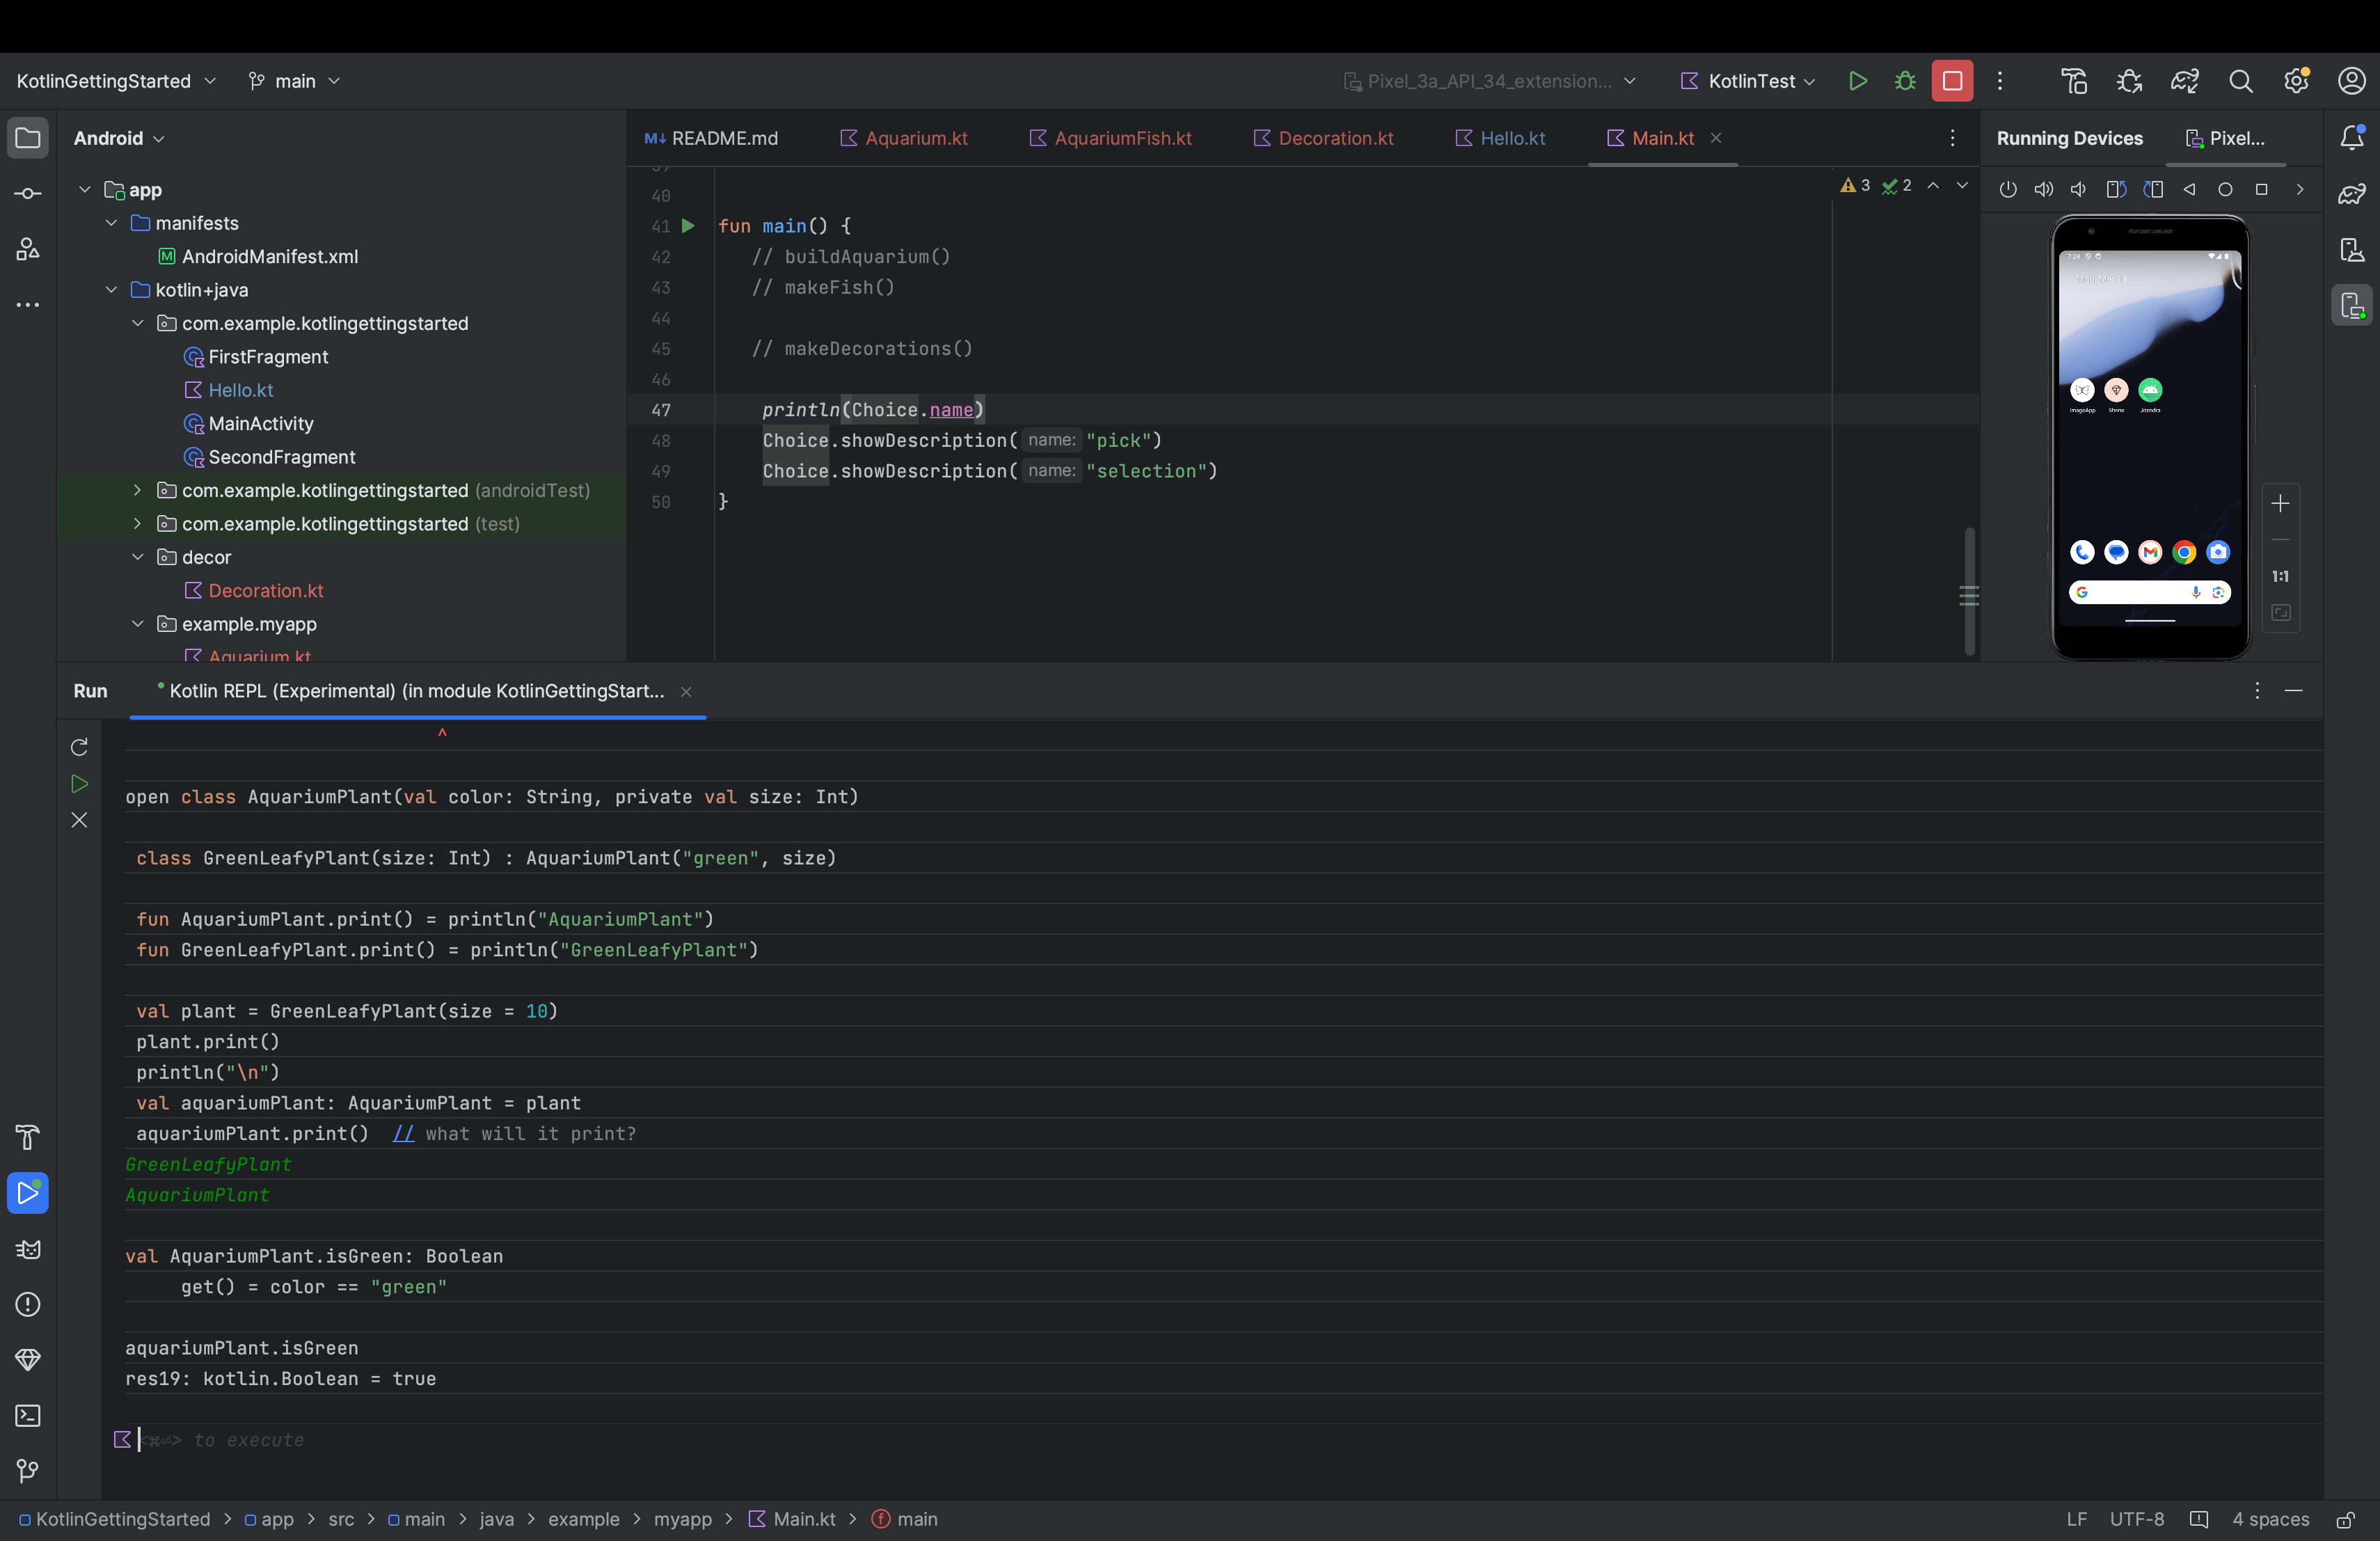 KotlinGettingStarted main Pixel_3a_API_34_extension... KotlinTest
Android
app
manifests
AndroidManifest.xml
kotlin+java
com.example.kotlingettingstarted
FirstFragment
Hello.kt
MainActivity
SecondFragment
com.example.kotlingettingstarted (androidTest)
com.example.kotlingettingstarted (test)
decor
Decoration.kt
example.myapp
Aquarium.kt
README.md Aquarium.kt AquariumFish.kt Decoration.kt Hello.kt Main.kt
3 2
40
41 fun main() {
42 // buildAquarium()
43 // makeFish()
44
45 // makeDecorations()
46
47 println(Choice.name)
48 Choice.showDescription( name: "pick")
49 Choice.showDescription( name: "selection")
50 }
Running Devices Pixel...
7:24
ImageApp Shrine Jitendra
1:1
Run Kotlin REPL (Experimental) (in module KotlinGettingStart...
^
open class AquariumPlant(val color: String, private val size: Int)
class GreenLeafyPlant(size: Int) : AquariumPlant("green", size)
fun AquariumPlant.print() = println("AquariumPlant")
fun GreenLeafyPlant.print() = println("GreenLeafyPlant")
val plant = GreenLeafyPlant(size = 10)
plant.print()
println("\n")
val aquariumPlant: AquariumPlant = plant
aquariumPlant.print() // what will it print?
GreenLeafyPlant
AquariumPlant
val AquariumPlant.isGreen: Boolean
get() = color == "green"
aquariumPlant.isGreen
res19: kotlin.Boolean = true
<⌘⏎> to execute
KotlinGettingStarted > app > src > main > java > example > myapp > Main.kt > main
LF UTF-8 4 spaces